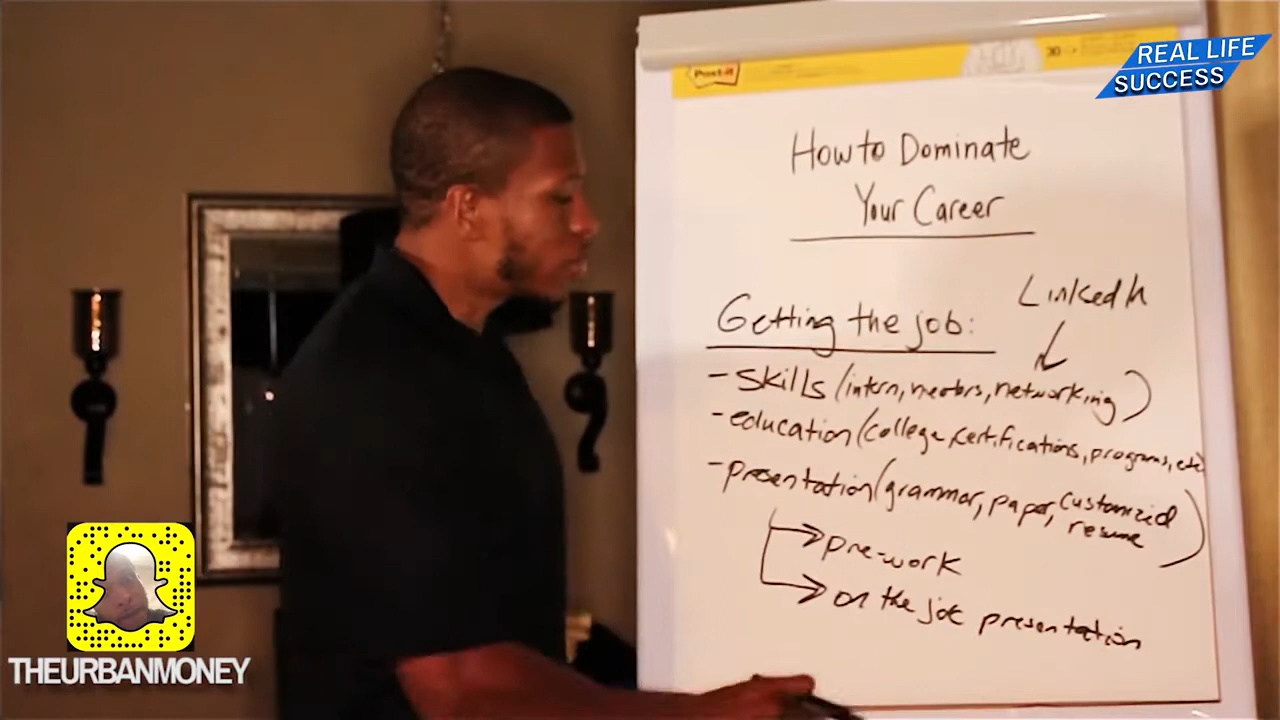 Post-it
30
REAL LIFE
SUCCESS
How to Dominate
Your Career
LinkedIn
Getting the job:
- skills (intern, mentors, networking)
- education (college, certifications, programs, etc)
- presentation (grammar, paper, customized
resume)
pre-work
on the job presentation
THEURBANMONEY